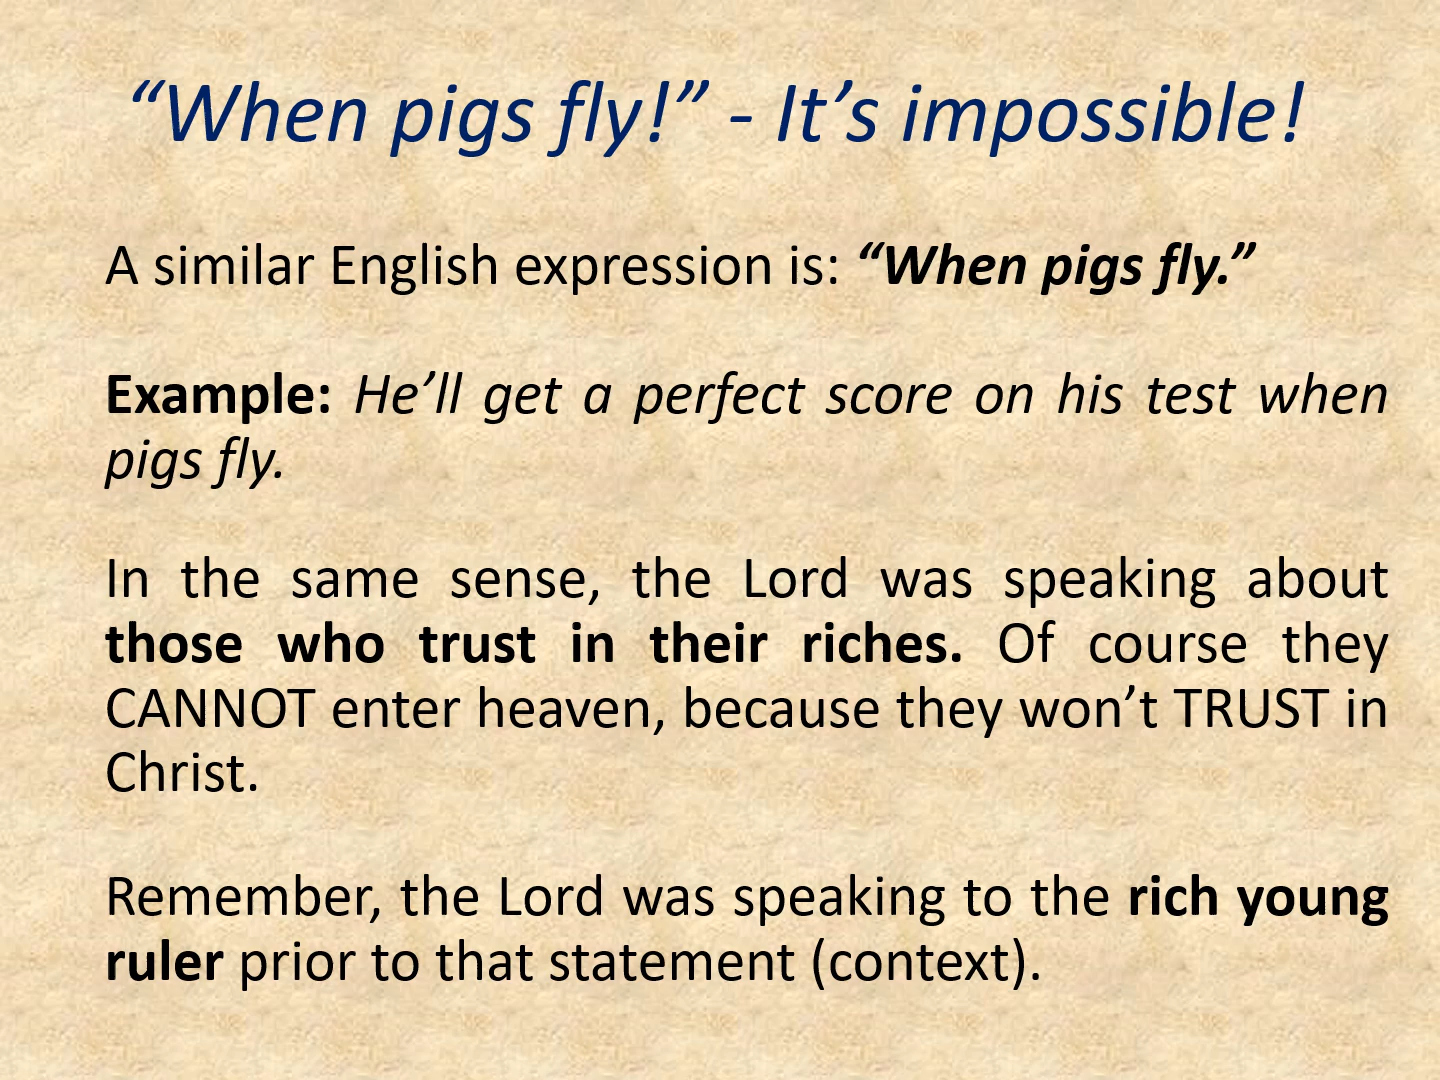 “When pigs fly!” - It’s impossible!
A similar English expression is: “When pigs fly.”
Example: He’ll get a perfect score on his test when
pigs fly.
In the same sense, the Lord was speaking about
those who trust in their riches. Of course they
CANNOT enter heaven, because they won’t TRUST in
Christ.
Remember, the Lord was speaking to the rich young
ruler prior to that statement (context).